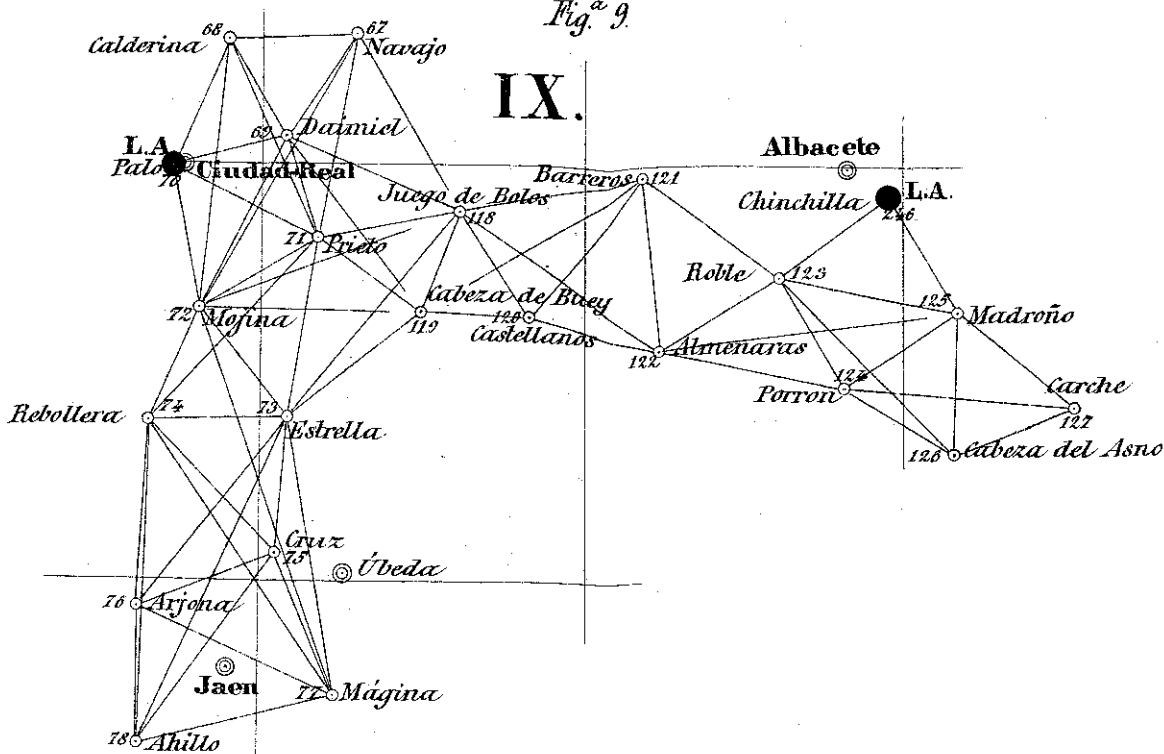 Fig.ª 9.
IX.
68 Calderina
67 Navajo
69 Daimiel
L.A.
Palo 70
Ciudad-Real
Albacete
Barreros 121
Juego de Bolos 118
Chinchilla 246 L.A.
71 Prieto
Roble 123
72 Mojina
Cabeza de Buey 119
120 Castellanos
125 Madroño
122 Almenaras
124 Porron
Carche 127
Rebollera 74
73 Estrella
126 Cabeza del Asno
Cruz 75
Úbeda
76 Arjona
Jaen
77 Mágina
78 Ahillo